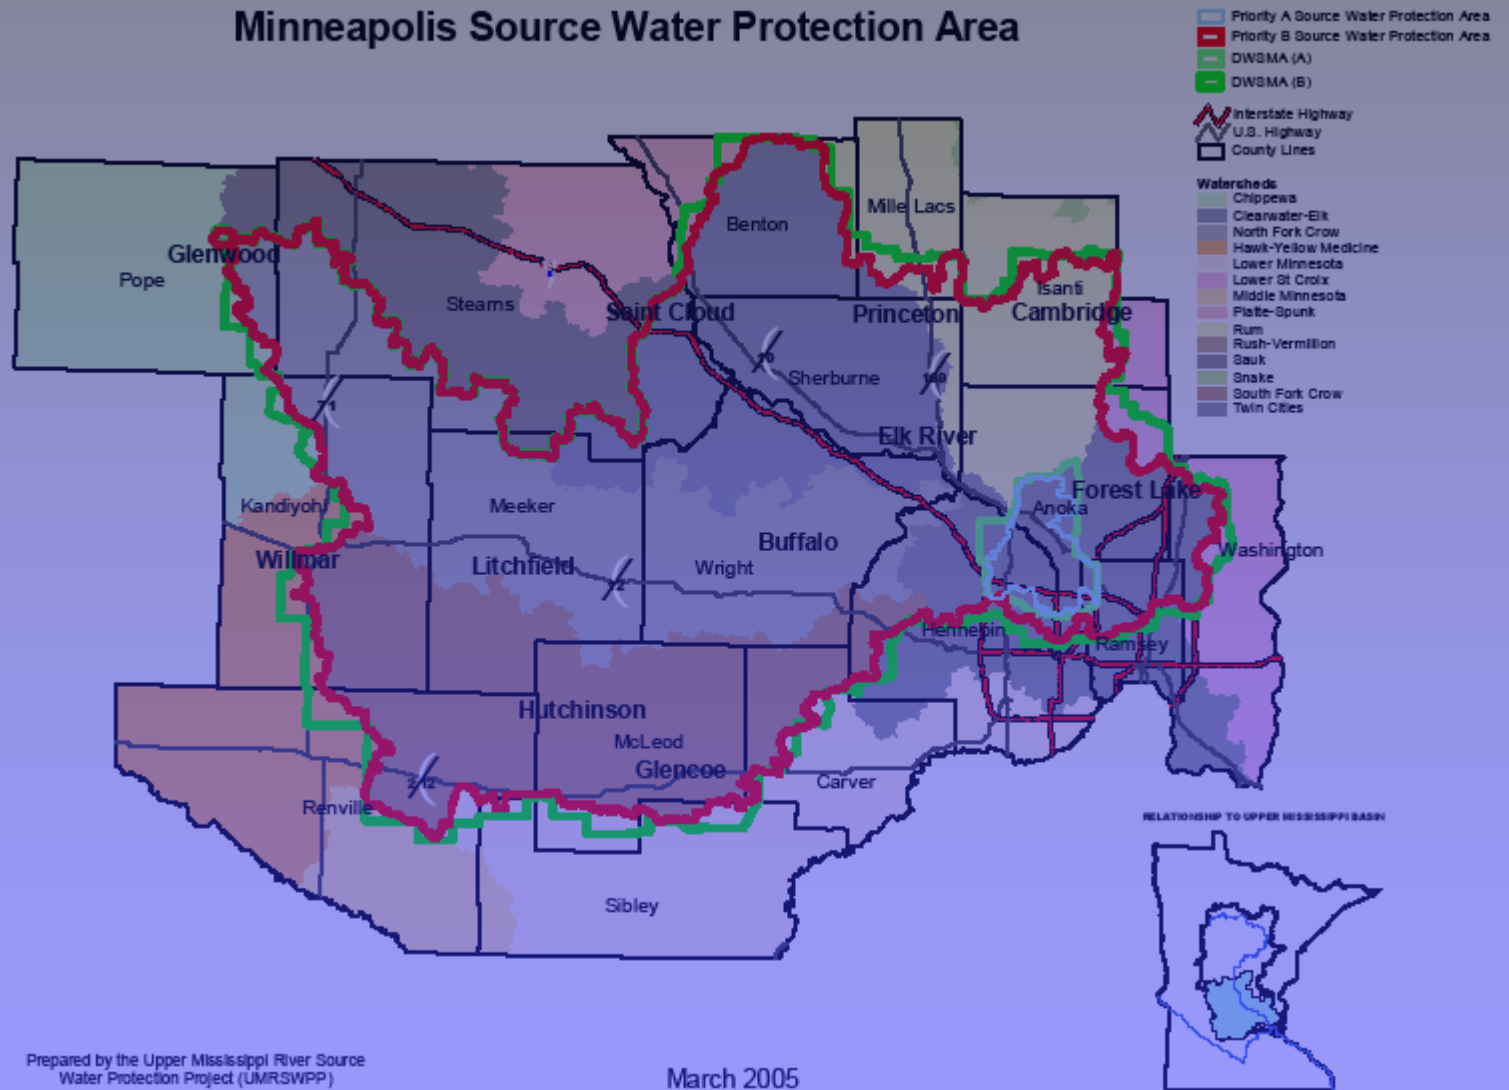 Minneapolis Source Water Protection Area
Priority A Source Water Protection Area
Priority B Source Water Protection Area
DWSMA (A)
DWSMA (B)
Interstate Highway
U.S. Highway
County Lines
Watersheds
Chippewa
Clearwater-Elk
North Fork Crow
Hawk-Yellow Medicine
Lower Minnesota
Lower St Croix
Middle Minnesota
Platte-Spunk
Rum
Rush-Vermillion
Sauk
Snake
South Fork Crow
Twin Cities
Mille Lacs
Benton
Glenwood
Pope
Isanti
Stearns
Saint Cloud
Princeton
Cambridge
10
169
Sherburne
71
Elk River
Forest Lake
Kandiyohi
Meeker
Anoka
Buffalo
Washington
Willmar
Litchfield
Wright
12
Hennepin
Ramsey
Hutchinson
McLeod
Glencoe
212
Carver
Renville
RELATIONSHIP TO UPPER MISSISSIPPI BASIN
Sibley
Prepared by the Upper Mississippi River Source
Water Protection Project (UMRSWPP)
March 2005